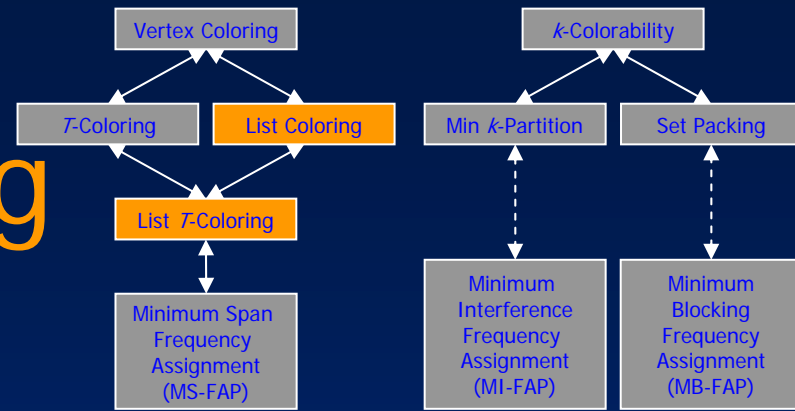 Vertex Coloring
k-Colorability
T-Coloring
List Coloring
Min k-Partition
Set Packing
g
List T-Coloring
Minimum Span
Frequency
Assignment
(MS-FAP)
Minimum
Interference
Frequency
Assignment
(MI-FAP)
Minimum
Blocking
Frequency
Assignment
(MB-FAP)